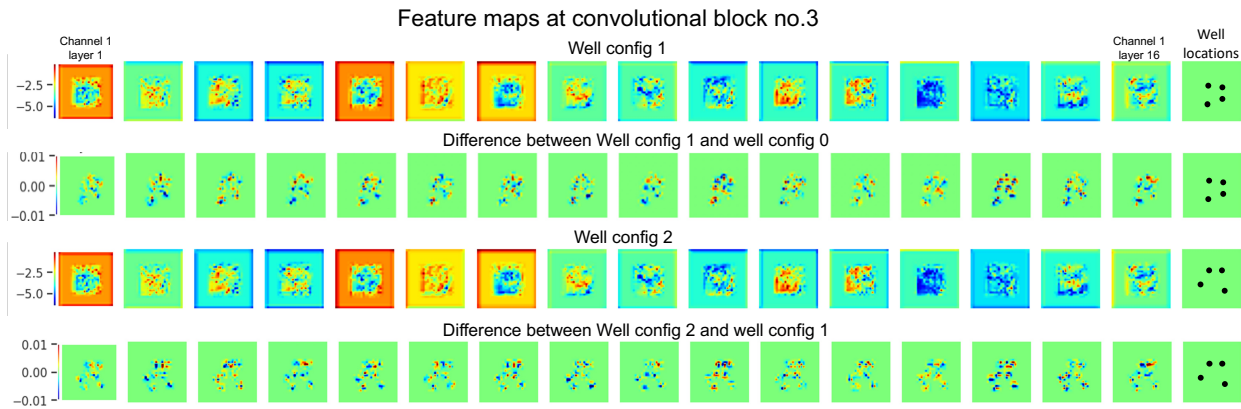 Feature maps at convolutional block no.3
Channel 1
layer 1
Well config 1
Channel 1
layer 16
Well
locations
−2.5
−5.0
Difference between Well config 1 and well config 0
0.01
0.00
−0.01
Well config 2
−2.5
−5.0
Difference between Well config 2 and well config 1
0.01
0.00
−0.01